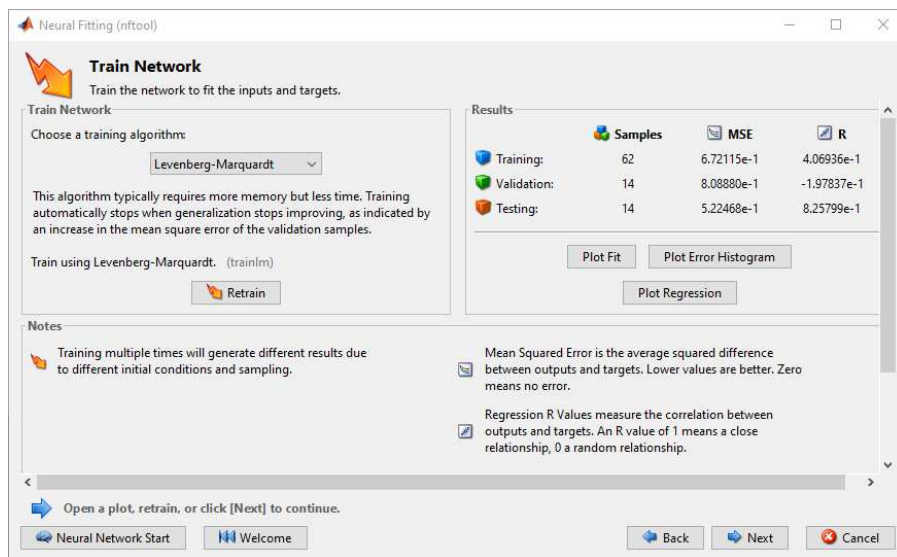 Neural Fitting (nftool)
Train Network
Train the network to fit the inputs and targets.
Train Network
Choose a training algorithm:
Levenberg-Marquardt
This algorithm typically requires more memory but less time. Training
automatically stops when generalization stops improving, as indicated by
an increase in the mean square error of the validation samples.
Train using Levenberg-Marquardt. (trainlm)
Retrain
Results
Samples MSE R
Training: 62 6.72115e-1 4.06936e-1
Validation: 14 8.08880e-1 -1.97837e-1
Testing: 14 5.22468e-1 8.25799e-1
Plot Fit Plot Error Histogram
Plot Regression
Notes
Training multiple times will generate different results due
to different initial conditions and sampling.
Mean Squared Error is the average squared difference
between outputs and targets. Lower values are better. Zero
means no error.
Regression R Values measure the correlation between
outputs and targets. An R value of 1 means a close
relationship, 0 a random relationship.
Open a plot, retrain, or click [Next] to continue.
Neural Network Start Welcome Back Next Cancel